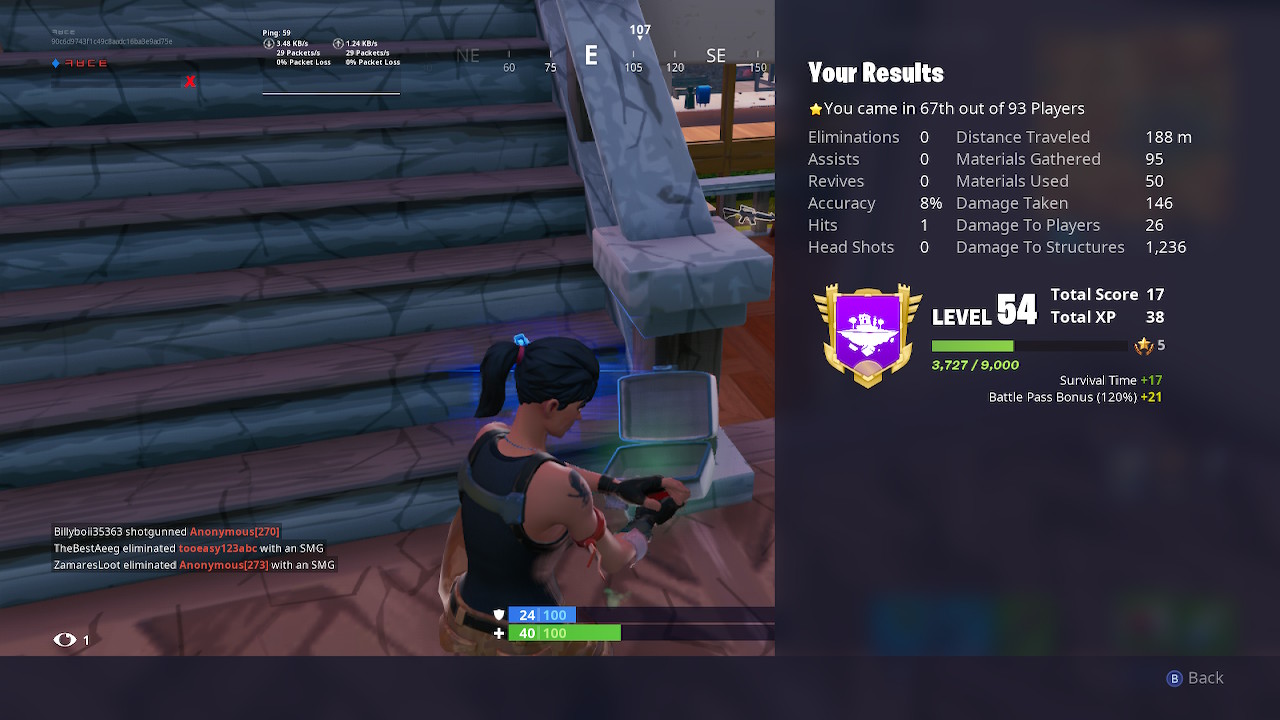 90c6d9743f1c49c8aadc16ba3e9ad75e
Ping: 59
3.48 KB/s 1.24 KB/s
29 Packets/s 29 Packets/s
0% Packet Loss 0% Packet Loss
107
NE 60 75 E 105 120 SE 150
X
Billyboii35363 shotgunned Anonymous[270]
TheBestAeeg eliminated tooeasy123abc with an SMG
ZamaresLoot eliminated Anonymous[273] with an SMG
24 | 100
40 | 100
1
Your Results
You came in 67th out of 93 Players
Eliminations 0 Distance Traveled 188 m
Assists 0 Materials Gathered 95
Revives 0 Materials Used 50
Accuracy 8% Damage Taken 146
Hits 1 Damage To Players 26
Head Shots 0 Damage To Structures 1,236
LEVEL 54
Total Score 17
Total XP 38
5
3,727 / 9,000
Survival Time +17
Battle Pass Bonus (120%) +21
B Back